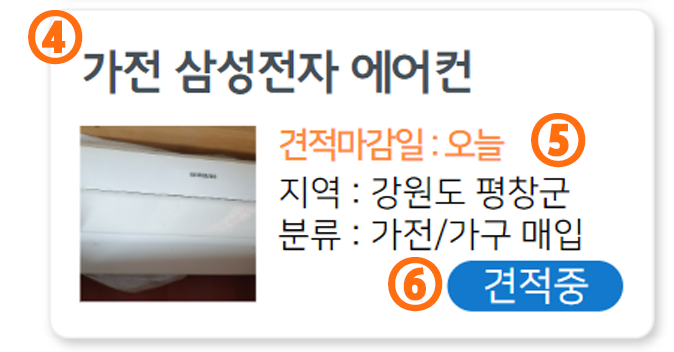 ④
가전 삼성전자 에어컨
견적마감일 : 오늘 ⑤
SAMSUNG
지역 : 강원도 평창군
분류 : 가전/가구 매입
⑥ 견적중